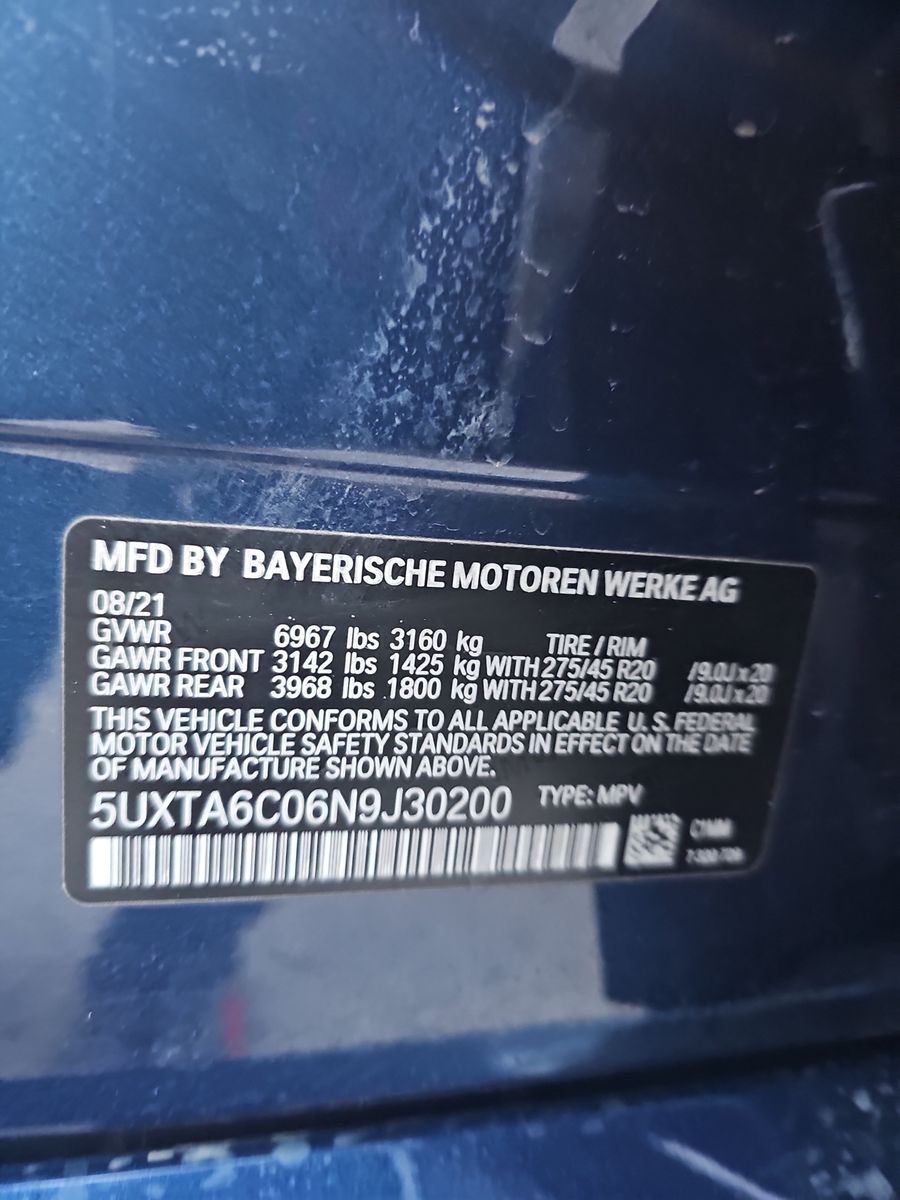 MFD BY BAYERISCHE MOTOREN WERKE AG
08/21
GVWR 6967 lbs 3160 kg TIRE / RIM
GAWR FRONT 3142 lbs 1425 kg WITH 275/45 R20 /9.0J x 20
GAWR REAR 3968 lbs 1800 kg WITH 275/45 R20 /9.0J x 20
THIS VEHICLE CONFORMS TO ALL APPLICABLE U. S. FEDERAL
MOTOR VEHICLE SAFETY STANDARDS IN EFFECT ON THE DATE
OF MANUFACTURE SHOWN ABOVE.
5UXTA6C06N9J30200 TYPE: MPV